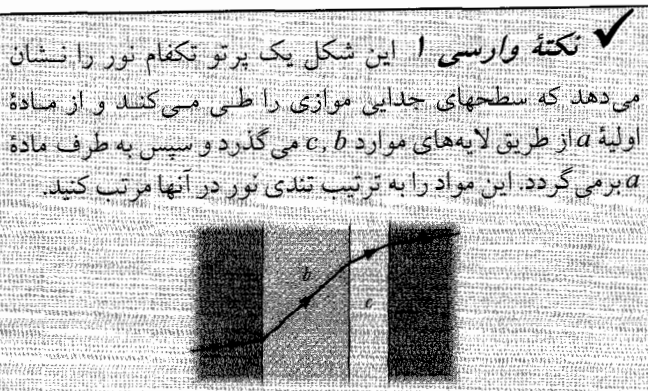 ✓ نکتهٔ وارسی ۱ این شکل یک پرتو تکفام نور را نشان
می‌دهد که سطحهای جدایی موازی را طی می‌کند و از مادهٔ
اولیهٔ a از طریق لایه‌های موارد c, b می‌گذرد و سپس به طرف مادهٔ
a برمی‌گردد. این مواد را به ترتیب تندی نور در آنها مرتب کنید.
b
c